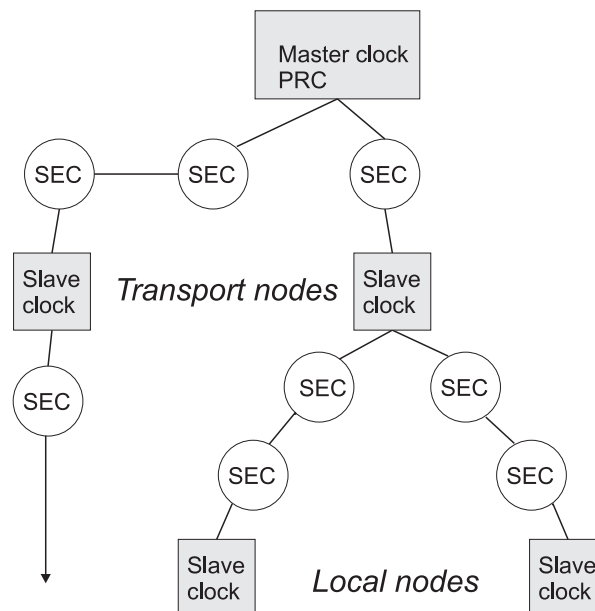 Master clock
PRC
SEC
SEC
SEC
Slave
clock
Transport nodes
Slave
clock
SEC
SEC
SEC
SEC
SEC
Slave
clock
Local nodes
Slave
clock